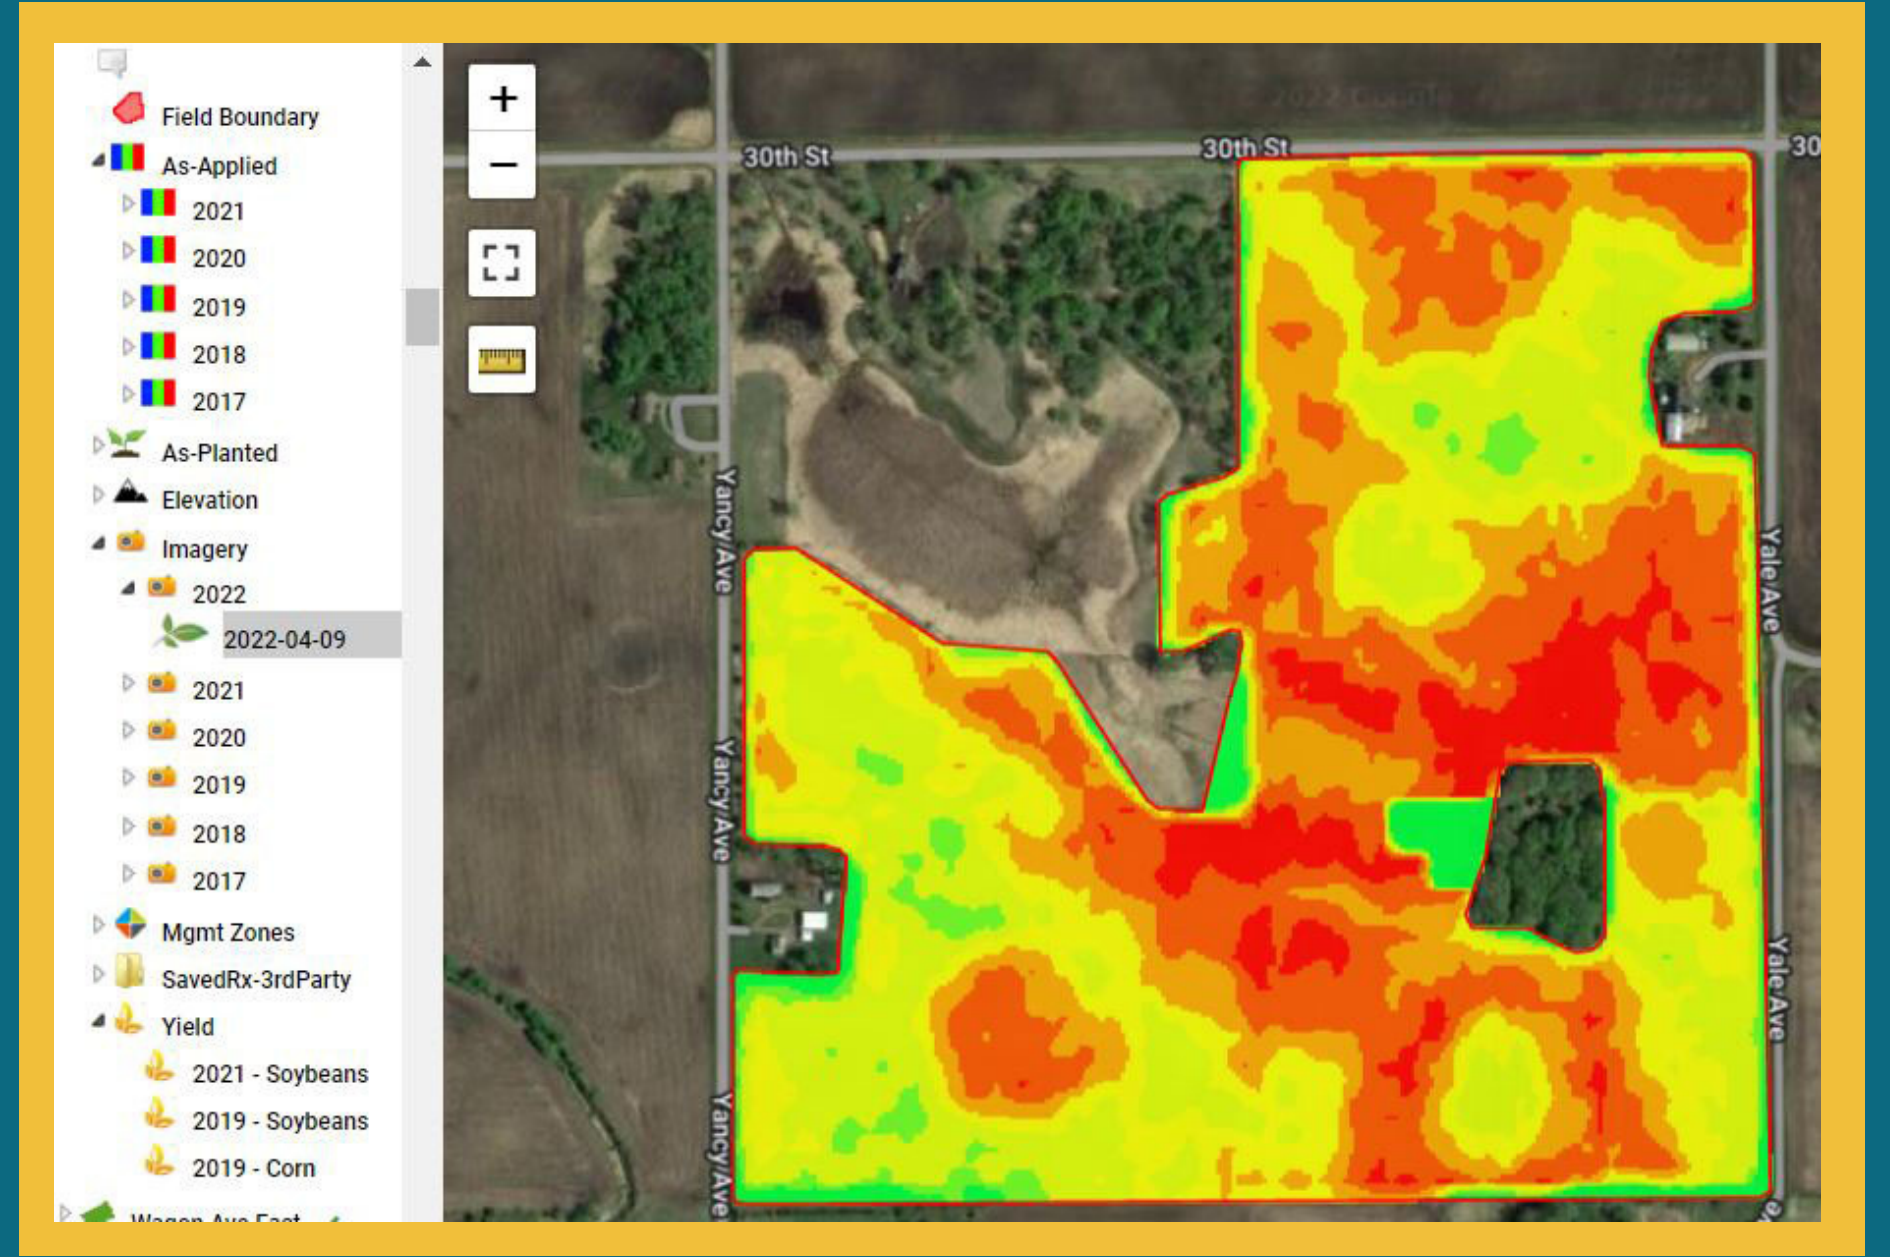 Field Boundary
As-Applied
2021
2020
2019
2018
2017
As-Planted
Elevation
Imagery
2022
2022-04-09
2021
2020
2019
2018
2017
Mgmt Zones
SavedRx-3rdParty
Yield
2021 - Soybeans
2019 - Soybeans
2019 - Corn
+
−
30th St
30th St
30
Yancy Ave
Yancy Ave
Yancy Ave
Yale Ave
Yale Ave